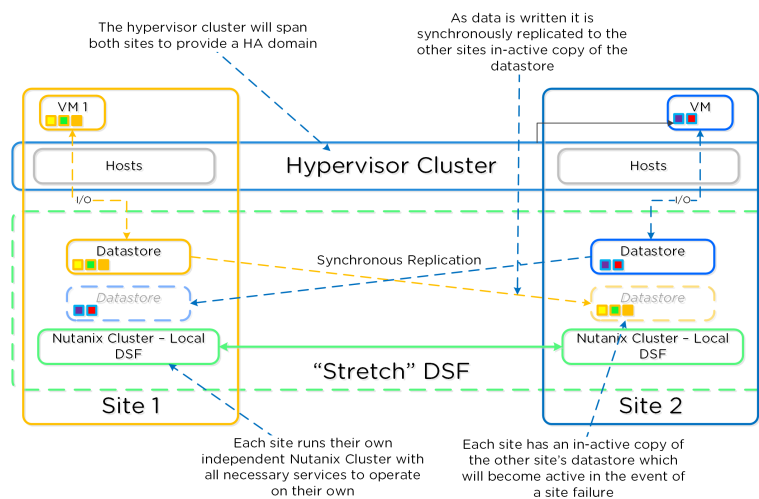 The hypervisor cluster will span
both sites to provide a HA domain
As data is written it is
synchronously replicated to the
other sites in-active copy of the
datastore
VM 1
VM
Hosts
Hypervisor Cluster
Hosts
I/O
I/O
Datastore
Datastore
Synchronous Replication
Datastore
Datastore
Nutanix Cluster – Local
DSF
Nutanix Cluster – Local
DSF
“Stretch” DSF
Site 1
Site 2
Each site runs their own
independent Nutanix Cluster with
all necessary services to operate
on their own
Each site has an in-active copy of
the other site’s datastore which
will become active in the event of
a site failure